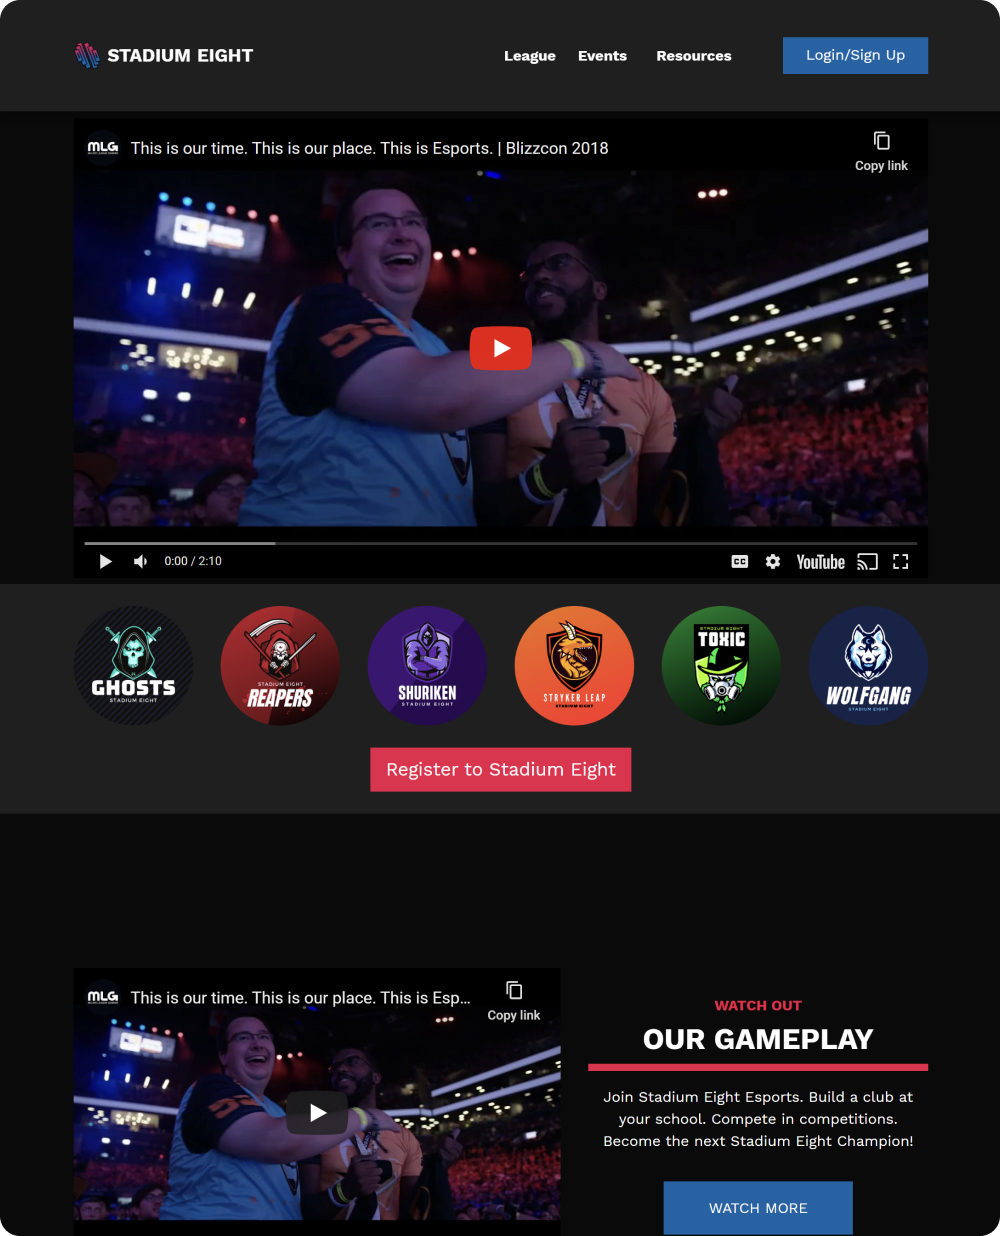 STADIUM EIGHT
League
Events
Resources
Login/Sign Up
MLG
This is our time. This is our place. This is Esports. | Blizzcon 2018
Copy link
CC
0:00 / 2:10
YouTube
GHOSTS
STADIUM EIGHT
STADIUM EIGHT
REAPERS
SHURIKEN
STADIUM EIGHT
STRYKER LEAP
STADIUM EIGHT
STADIUM EIGHT
TOXIC
WOLFGANG
STADIUM EIGHT
Register to Stadium Eight
MLG
This is our time. This is our place. This is Esp...
Copy link
WATCH OUT
OUR GAMEPLAY
Join Stadium Eight Esports. Build a club at
your school. Compete in competitions.
Become the next Stadium Eight Champion!
WATCH MORE